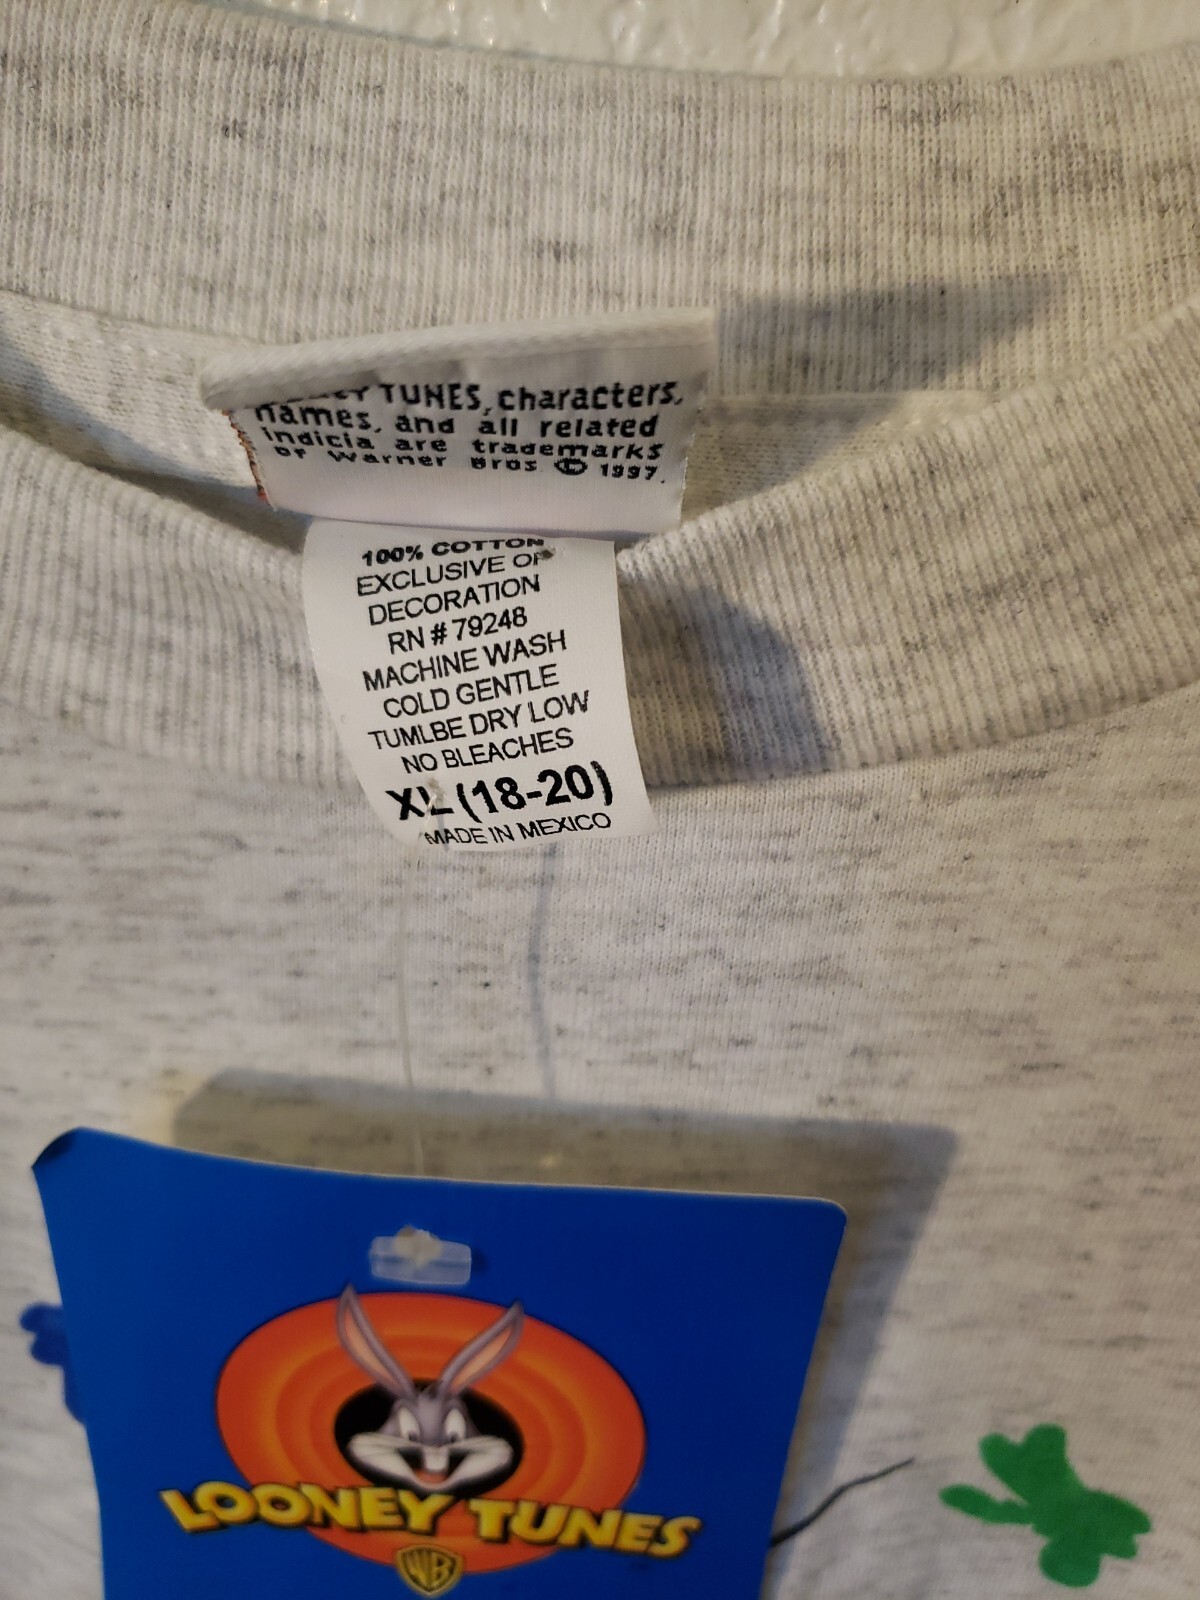 TUNES, characters,
names, and all related
indicia are trademarks
of Warner Bros © 1997.
100% COTTON
EXCLUSIVE OF
DECORATION
RN # 79248
MACHINE WASH
COLD GENTLE
TUMLBE DRY LOW
NO BLEACHES
XL (18-20)
MADE IN MEXICO
LOONEY TUNES
WB